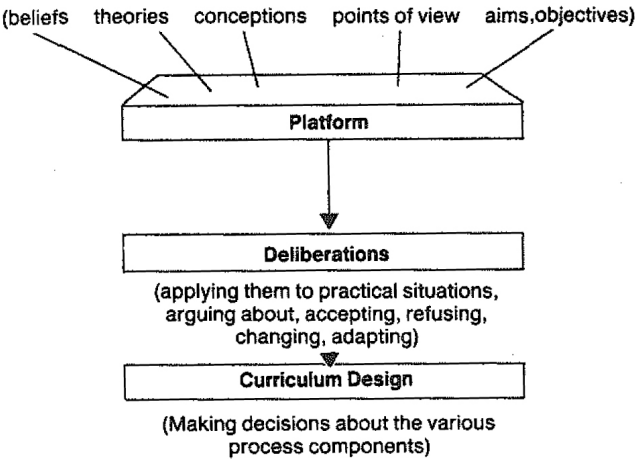 (beliefs theories conceptions points of view aims,objectives)
Platform
Deliberations
(applying them to practical situations,
arguing about, accepting, refusing,
changing, adapting)
Curriculum Design
(Making decisions about the various
process components)